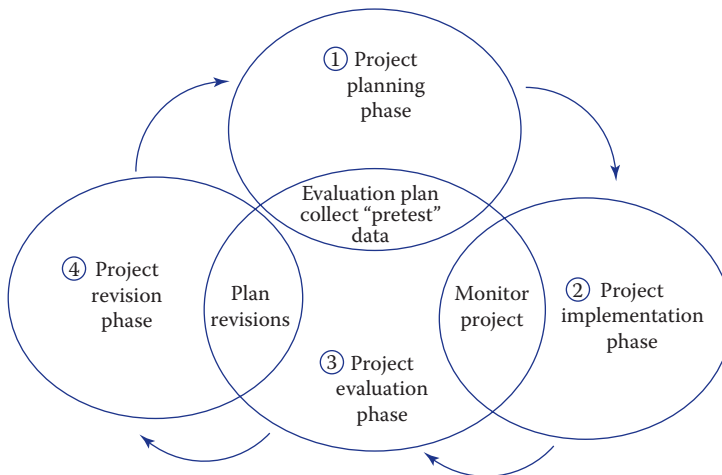 ① Project
planning
phase
Evaluation plan
collect “pretest”
data
④ Project
revision
phase
Plan
revisions
Monitor
project
② Project
implementation
phase
③ Project
evaluation
phase